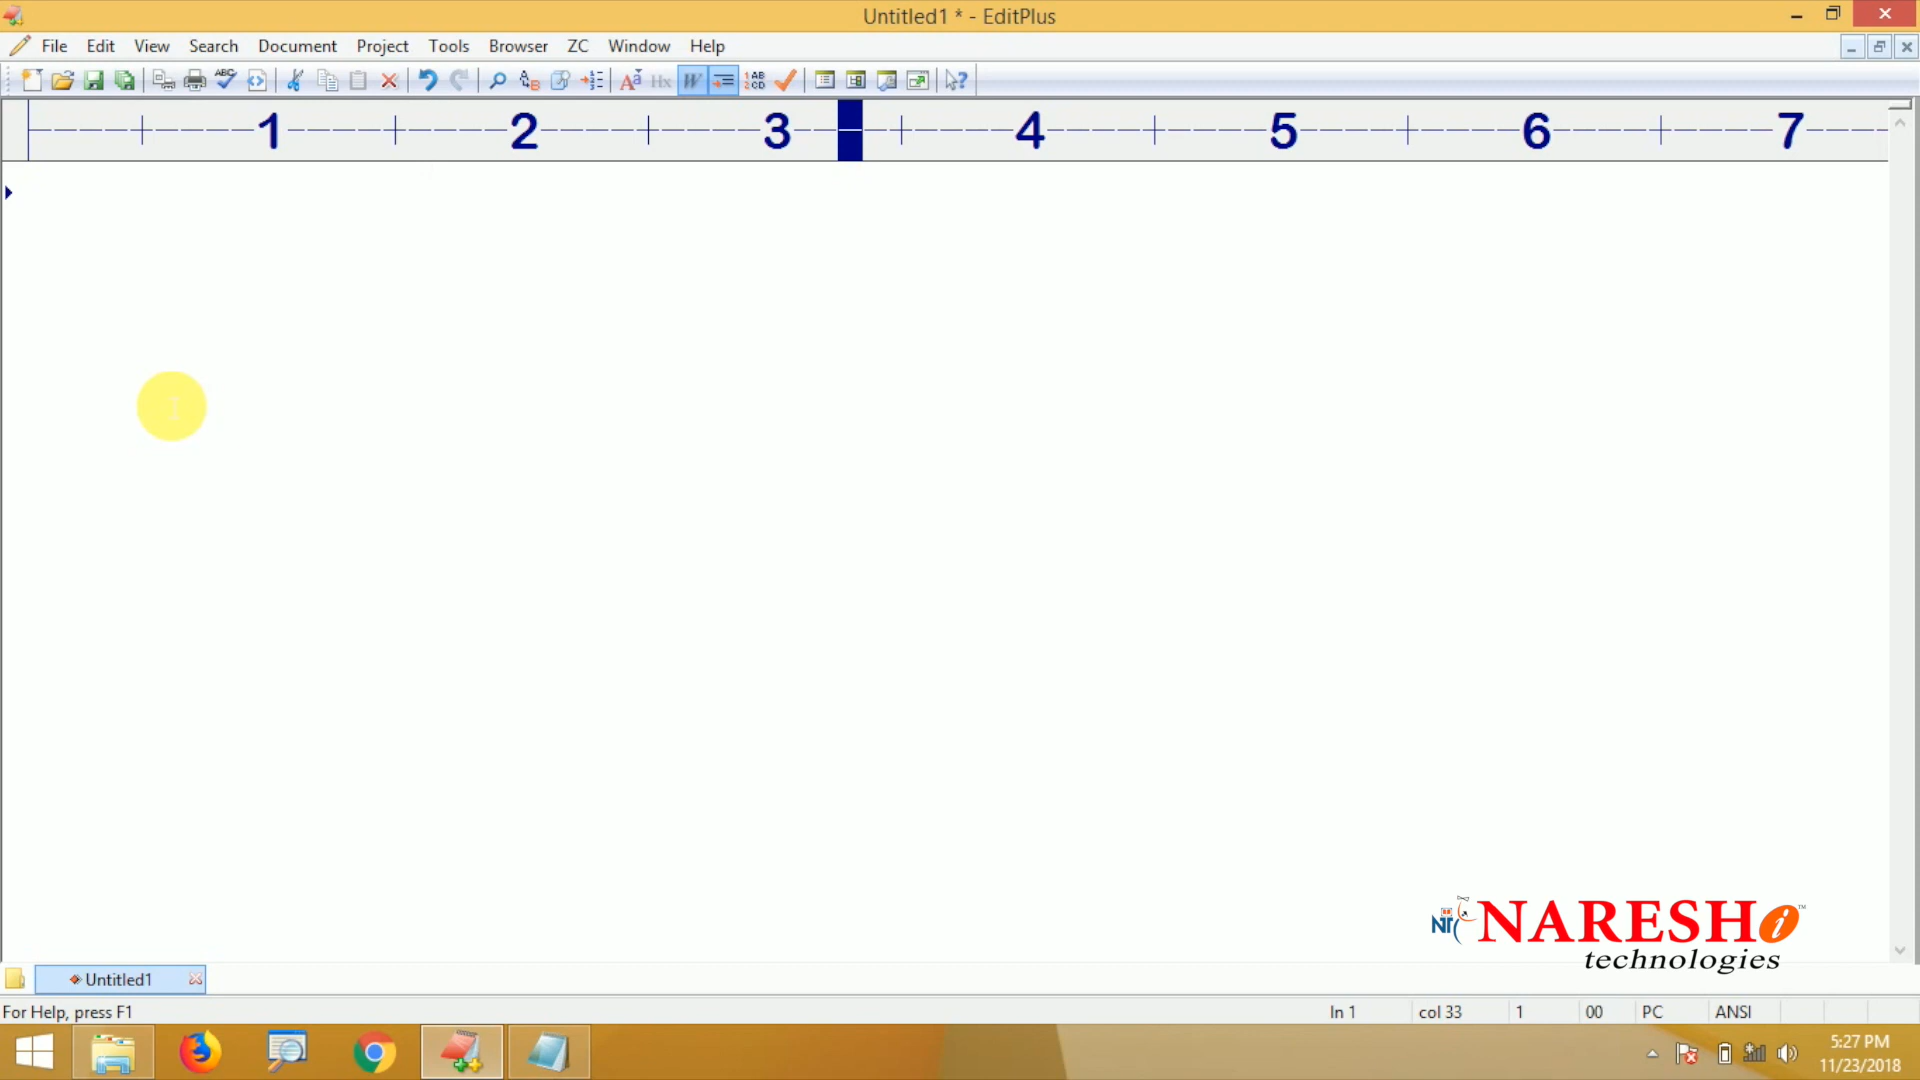 Untitled1 * - EditPlus
File Edit View Search Document Project Tools Browser ZC Window Help
1 2 3 4 5 6 7
NARESH i ™
technologies
Untitled1
For Help, press F1 ln 1 col 33 1 00 PC ANSI
5:27 PM
11/23/2018